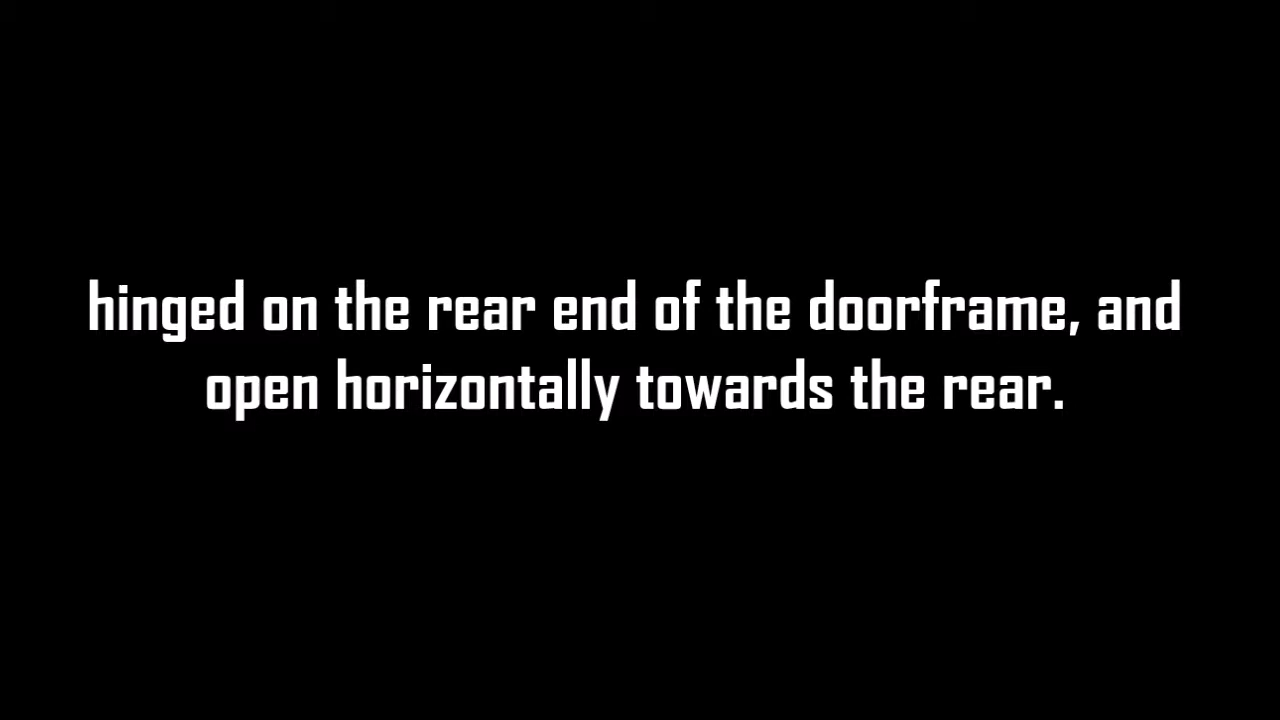 hinged on the rear end of the doorframe, and
open horizontally towards the rear.